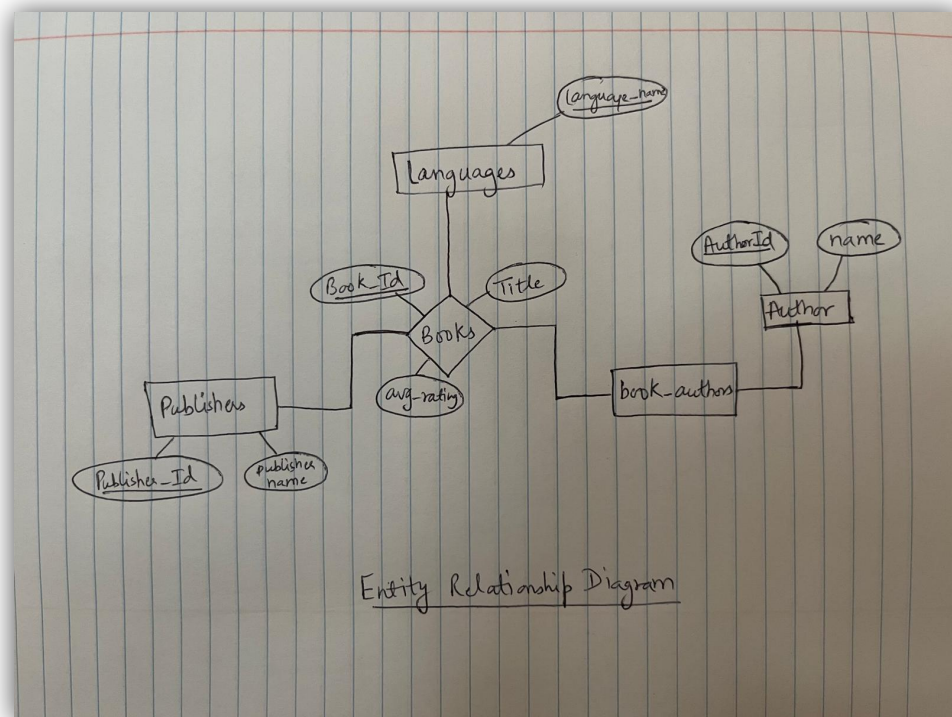 Language_name
Languages
AuthorId
name
Book_Id
Title
Author
Books
avg_rating
book_authors
Publishers
Publisher_Id
publisher
name
Entity Relationship Diagram